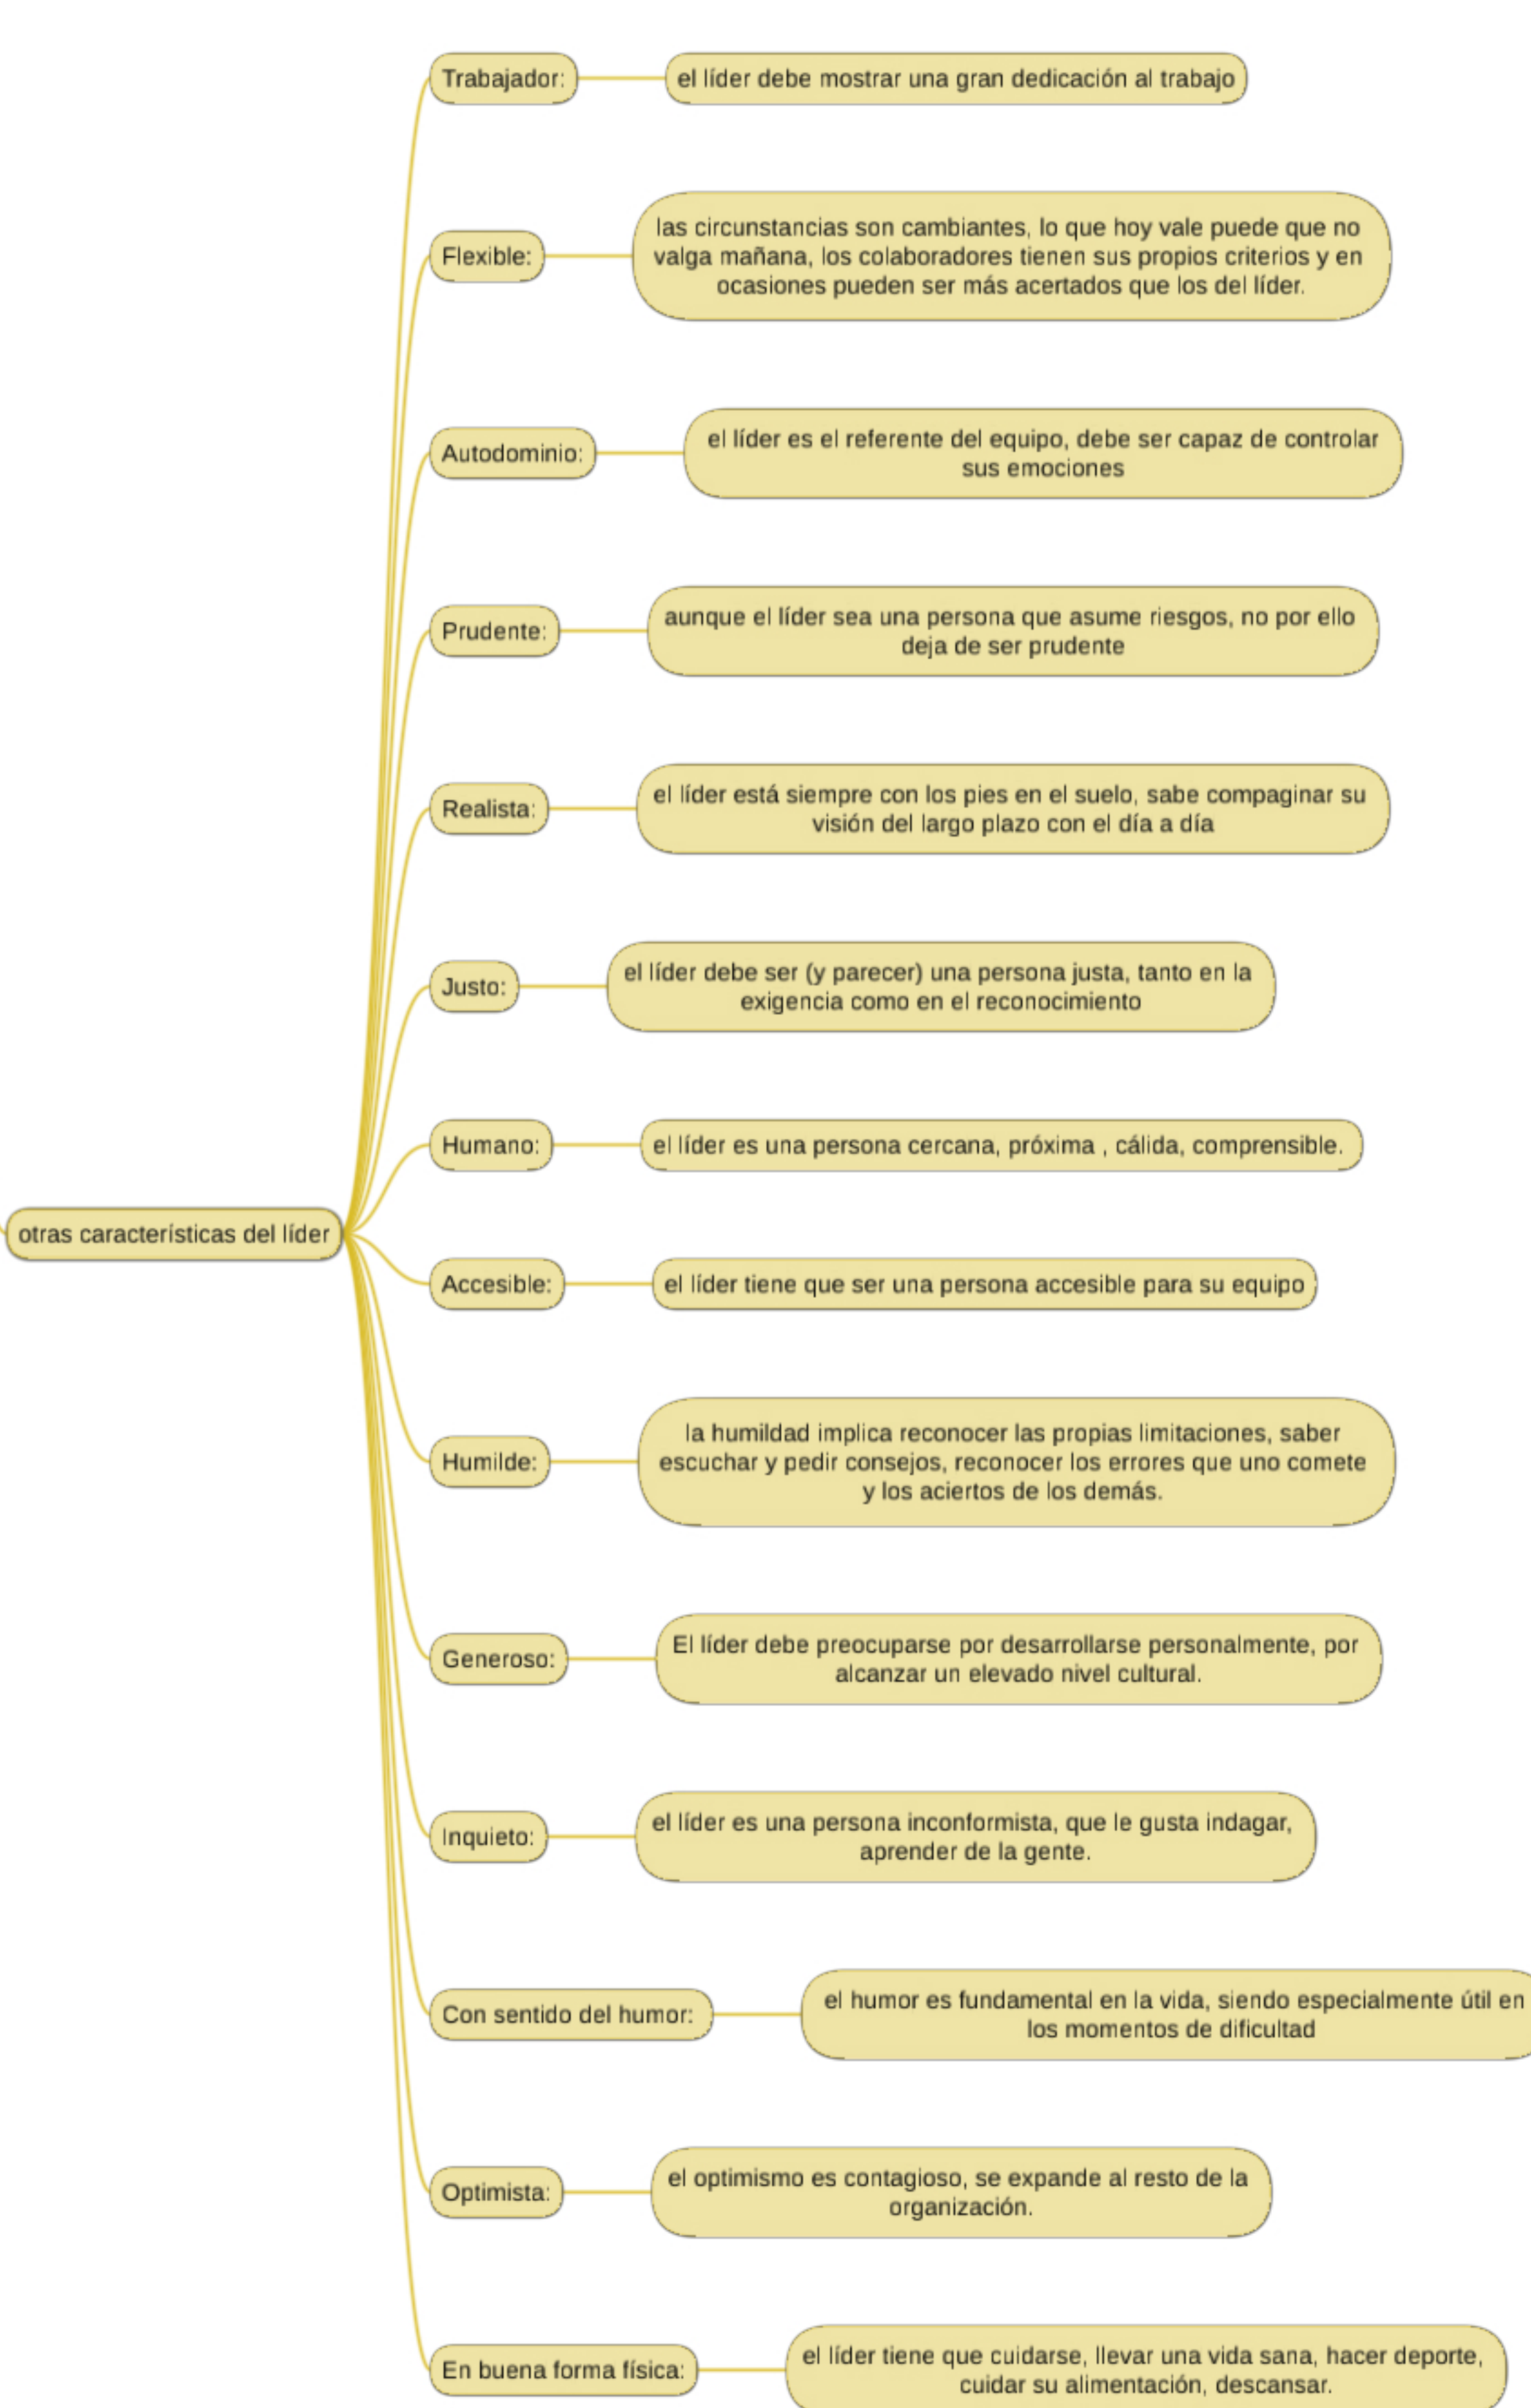 otras características del líder
Trabajador:
el líder debe mostrar una gran dedicación al trabajo
Flexible:
las circunstancias son cambiantes, lo que hoy vale puede que no
valga mañana, los colaboradores tienen sus propios criterios y en
ocasiones pueden ser más acertados que los del líder.
Autodominio:
el líder es el referente del equipo, debe ser capaz de controlar
sus emociones
Prudente:
aunque el líder sea una persona que asume riesgos, no por ello
deja de ser prudente
Realista:
el líder está siempre con los pies en el suelo, sabe compaginar su
visión del largo plazo con el día a día
Justo:
el líder debe ser (y parecer) una persona justa, tanto en la
exigencia como en el reconocimiento
Humano:
el líder es una persona cercana, próxima , cálida, comprensible.
Accesible:
el líder tiene que ser una persona accesible para su equipo
Humilde:
la humildad implica reconocer las propias limitaciones, saber
escuchar y pedir consejos, reconocer los errores que uno comete
y los aciertos de los demás.
Generoso:
El líder debe preocuparse por desarrollarse personalmente, por
alcanzar un elevado nivel cultural.
Inquieto:
el líder es una persona inconformista, que le gusta indagar,
aprender de la gente.
Con sentido del humor:
el humor es fundamental en la vida, siendo especialmente útil en
los momentos de dificultad
Optimista:
el optimismo es contagioso, se expande al resto de la
organización.
En buena forma física:
el líder tiene que cuidarse, llevar una vida sana, hacer deporte,
cuidar su alimentación, descansar.